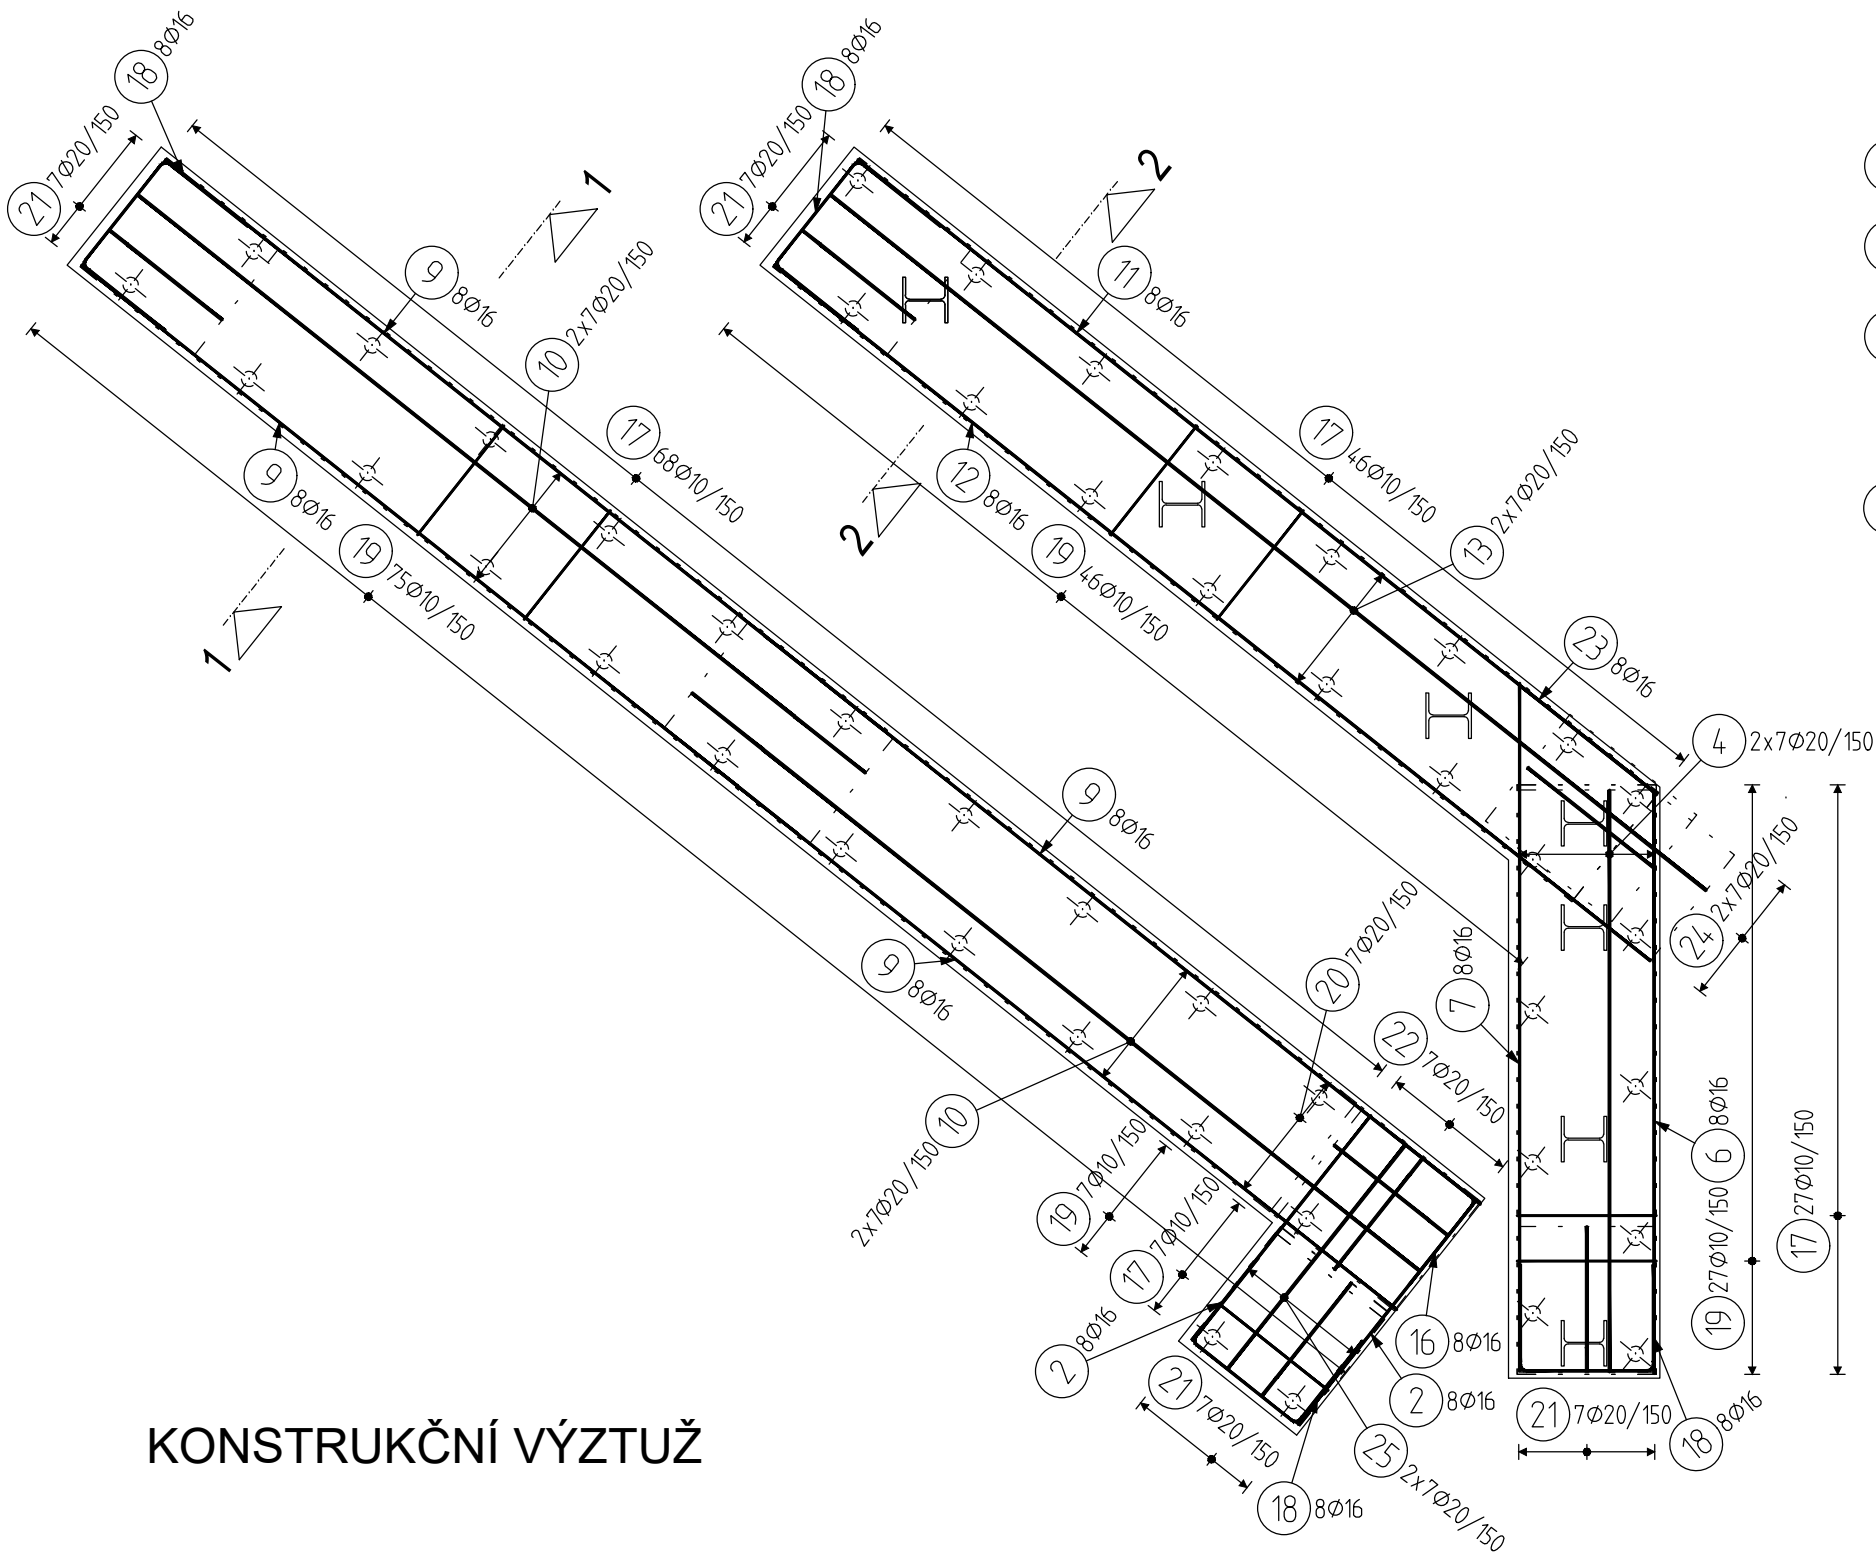 18 8Ø16
21 7Ø20/150
1
9 8Ø16
10 2x7Ø20/150
17 68Ø10/150
9 8Ø16
19 75Ø10/150
1
18 8Ø16
21 7Ø20/150
2
11 8Ø16
17 46Ø10/150
12 8Ø16
2
19 46Ø10/150
13 2x7Ø20/150
23 8Ø16
4 2x7Ø20/150
9 8Ø16
9 8Ø16
20 7Ø20/150
22 7Ø20/150
7 8Ø16
24 2x7Ø20/150
10 2x7Ø20/150
19 7Ø10/150
17 7Ø10/150
6 8Ø16
19 27Ø10/150
17 27Ø10/150
2 8Ø16
16 8Ø16
2 8Ø16
21 7Ø20/150
25 2x7Ø20/150
18 8Ø16
21 7Ø20/150
18 8Ø16
KONSTRUKČNÍ VÝZTUŽ